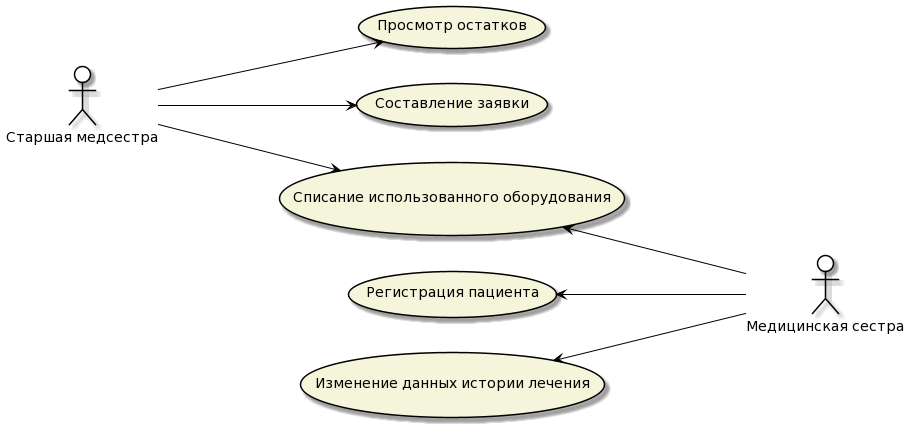 Просмотр остатков
Составление заявки
Старшая медсестра
Списание использованного оборудования
Регистрация пациента
Медицинская сестра
Изменение данных истории лечения